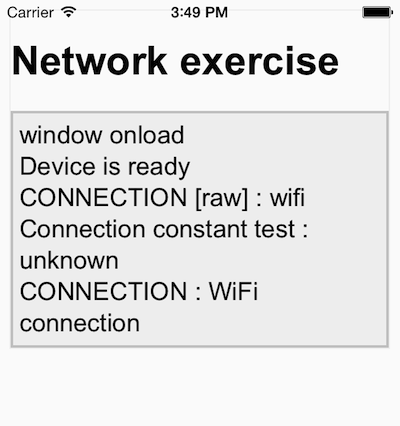 Carrier 3:49 PM
Network exercise
window onload
Device is ready
CONNECTION [raw] : wifi
Connection constant test :
unknown
CONNECTION : WiFi
connection